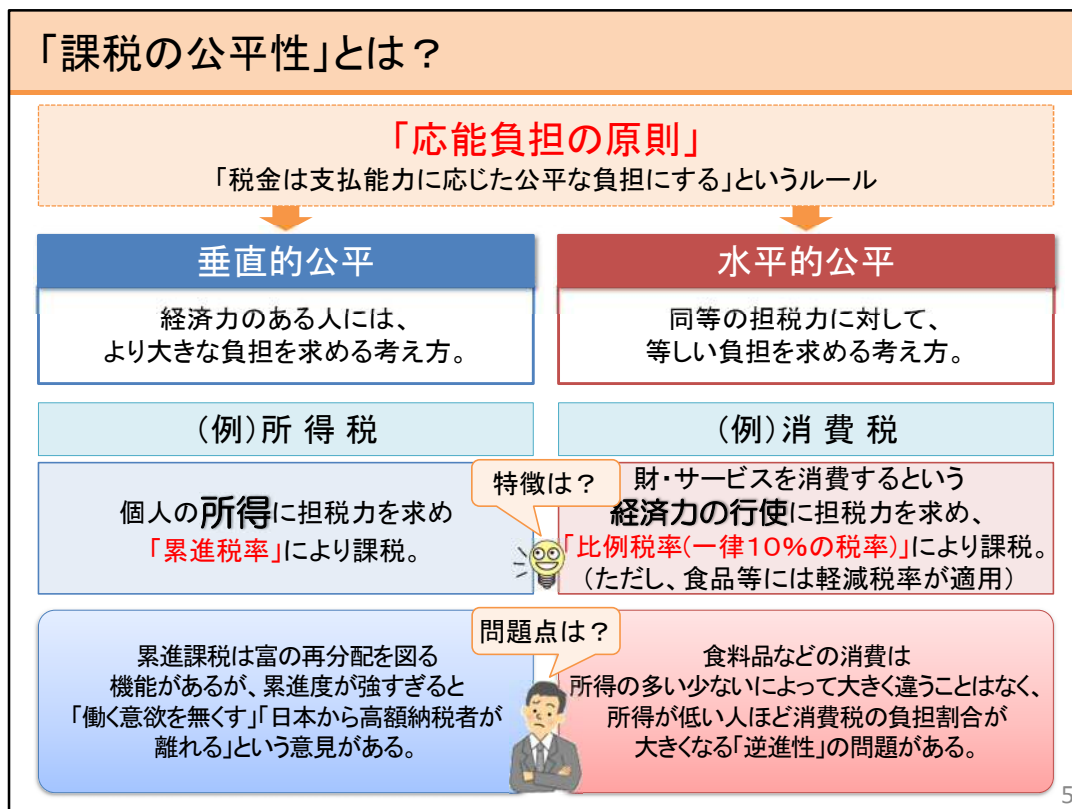 「課税の公平性」とは？
「応能負担の原則」
「税金は支払能力に応じた公平な負担にする」というルール
垂直的公平
経済力のある人には、
より大きな負担を求める考え方。
(例)所 得 税
個人の所得に担税力を求め
「累進税率」により課税。
水平的公平
同等の担税力に対して、
等しい負担を求める考え方。
(例)消 費 税
特徴は？
財・サービスを消費するという
経済力の行使に担税力を求め、
「比例税率(一律１０%の税率)」により課税。
(ただし、食品等には軽減税率が適用)
問題点は？
累進課税は富の再分配を図る
機能があるが、累進度が強すぎると
「働く意欲を無くす」「日本から高額納税者が
離れる」という意見がある。
食料品などの消費は
所得の多い少ないによって大きく違うことはなく、
所得が低い人ほど消費税の負担割合が
大きくなる「逆進性」の問題がある。
5